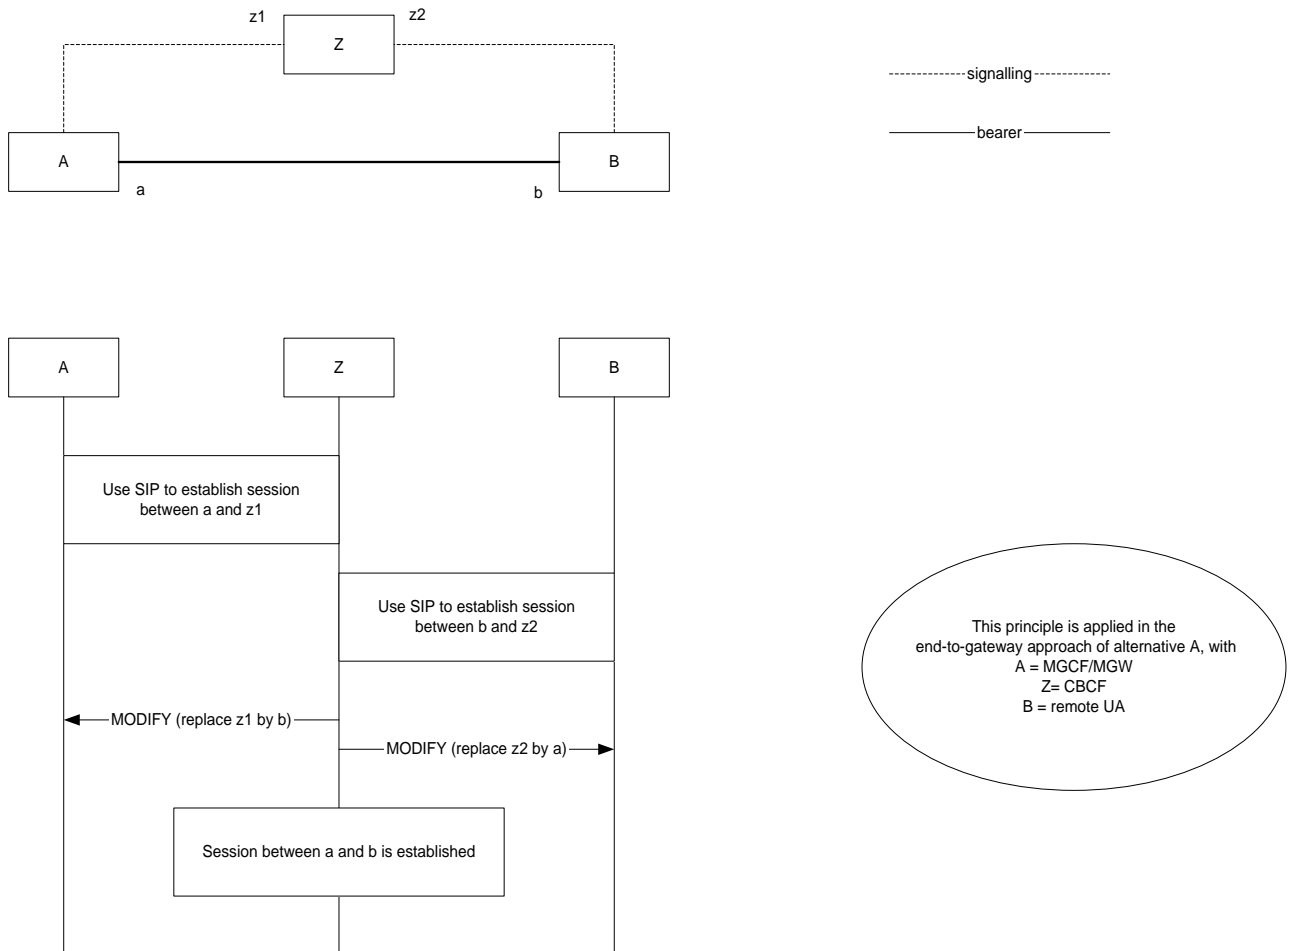 z1
z2
Z
signalling
A
B
bearer
a
b
A
Z
B
Use SIP to establish session
between a and z1
Use SIP to establish session
between b and z2
This principle is applied in the
end-to-gateway approach of alternative A, with
A = MGCF/MGW
Z= CBCF
B = remote UA
MODIFY (replace z1 by b)
MODIFY (replace z2 by a)
Session between a and b is established